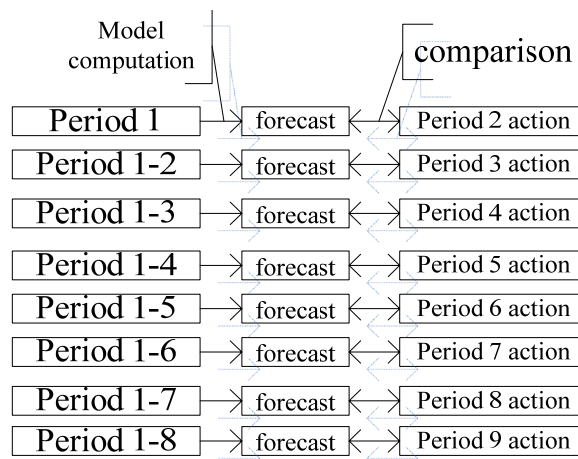 Model
computation
comparison
Period 1 forecast Period 2 action
Period 1-2 forecast Period 3 action
Period 1-3 forecast Period 4 action
Period 1-4 forecast Period 5 action
Period 1-5 forecast Period 6 action
Period 1-6 forecast Period 7 action
Period 1-7 forecast Period 8 action
Period 1-8 forecast Period 9 action